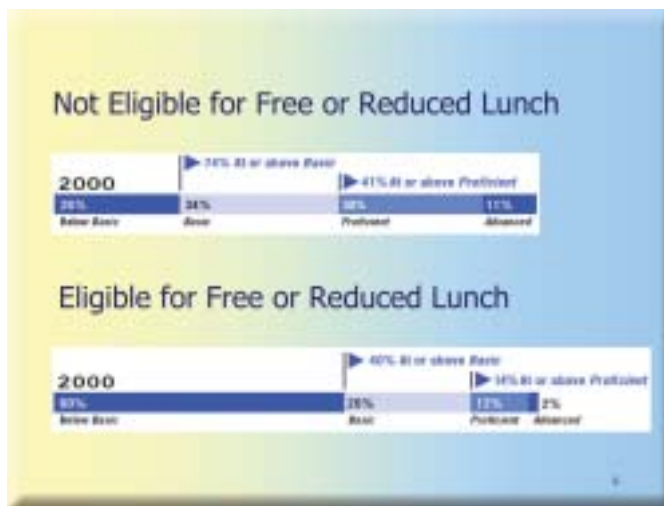 Not Eligible for Free or Reduced Lunch
74% At or above Basic
2000
41% At or above Proficient
26% 34% 30% 11%
Below Basic Basic Proficient Advanced
Eligible for Free or Reduced Lunch
40% At or above Basic
2000
14% At or above Proficient
60% 26% 12% 2%
Below Basic Basic Proficient Advanced